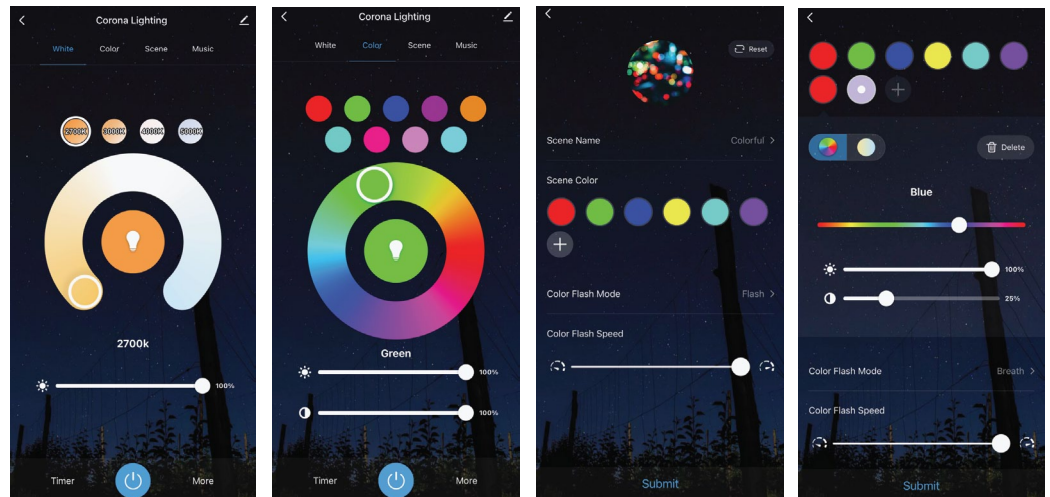 Corona Lighting
White Color Scene Music
2700K 3000K 4000K 5000K
2700k
100%
Timer More
Corona Lighting
White Color Scene Music
Green
100%
100%
Timer More
Reset
Scene Name Colorful >
Scene Color
Color Flash Mode Flash >
Color Flash Speed
Submit
Delete
Blue
100%
25%
Color Flash Mode Breath >
Color Flash Speed
Submit